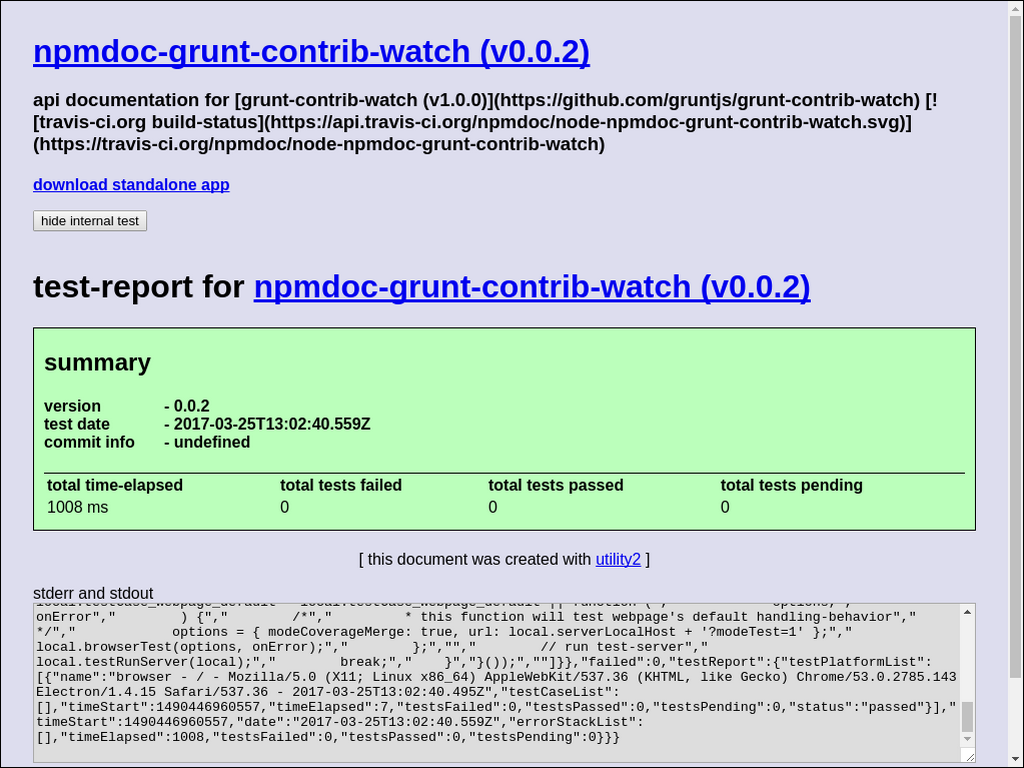 npmdoc-grunt-contrib-watch (v0.0.2)
api documentation for [grunt-contrib-watch (v1.0.0)](https://github.com/gruntjs/grunt-contrib-watch) [!
[travis-ci.org build-status](https://api.travis-ci.org/npmdoc/node-npmdoc-grunt-contrib-watch.svg)]
(https://travis-ci.org/npmdoc/node-npmdoc-grunt-contrib-watch)
download standalone app
hide internal test
test-report for npmdoc-grunt-contrib-watch (v0.0.2)
summary
version - 0.0.2
test date - 2017-03-25T13:02:40.559Z
commit info - undefined
total time-elapsed total tests failed total tests passed total tests pending
1008 ms 0 0 0
[ this document was created with utility2 ]
stderr and stdout
onError","        ) {","        /*","         * this function will test webpage's default handling-behavior","
*/","         options = { modeCoverageMerge: true, url: local.serverLocalHost + '?modeTest=1' };","
local.browserTest(options, onError);","        };","","        // run test-server","
local.testRunServer(local);","        break;","    }","}());",""]}},"failed":0,"testReport":{"testPlatformList":
[{"name":"browser - / - Mozilla/5.0 (X11; Linux x86_64) AppleWebKit/537.36 (KHTML, like Gecko) Chrome/53.0.2785.143
Electron/1.4.15 Safari/537.36 - 2017-03-25T13:02:40.495Z","testCaseList":
[],"timeStart":1490446960557,"timeElapsed":7,"testsFailed":0,"testsPassed":0,"testsPending":0,"status":"passed"}],"
timeStart":1490446960557,"date":"2017-03-25T13:02:40.559Z","errorStackList":
[],"timeElapsed":1008,"testsFailed":0,"testsPassed":0,"testsPending":0}}}